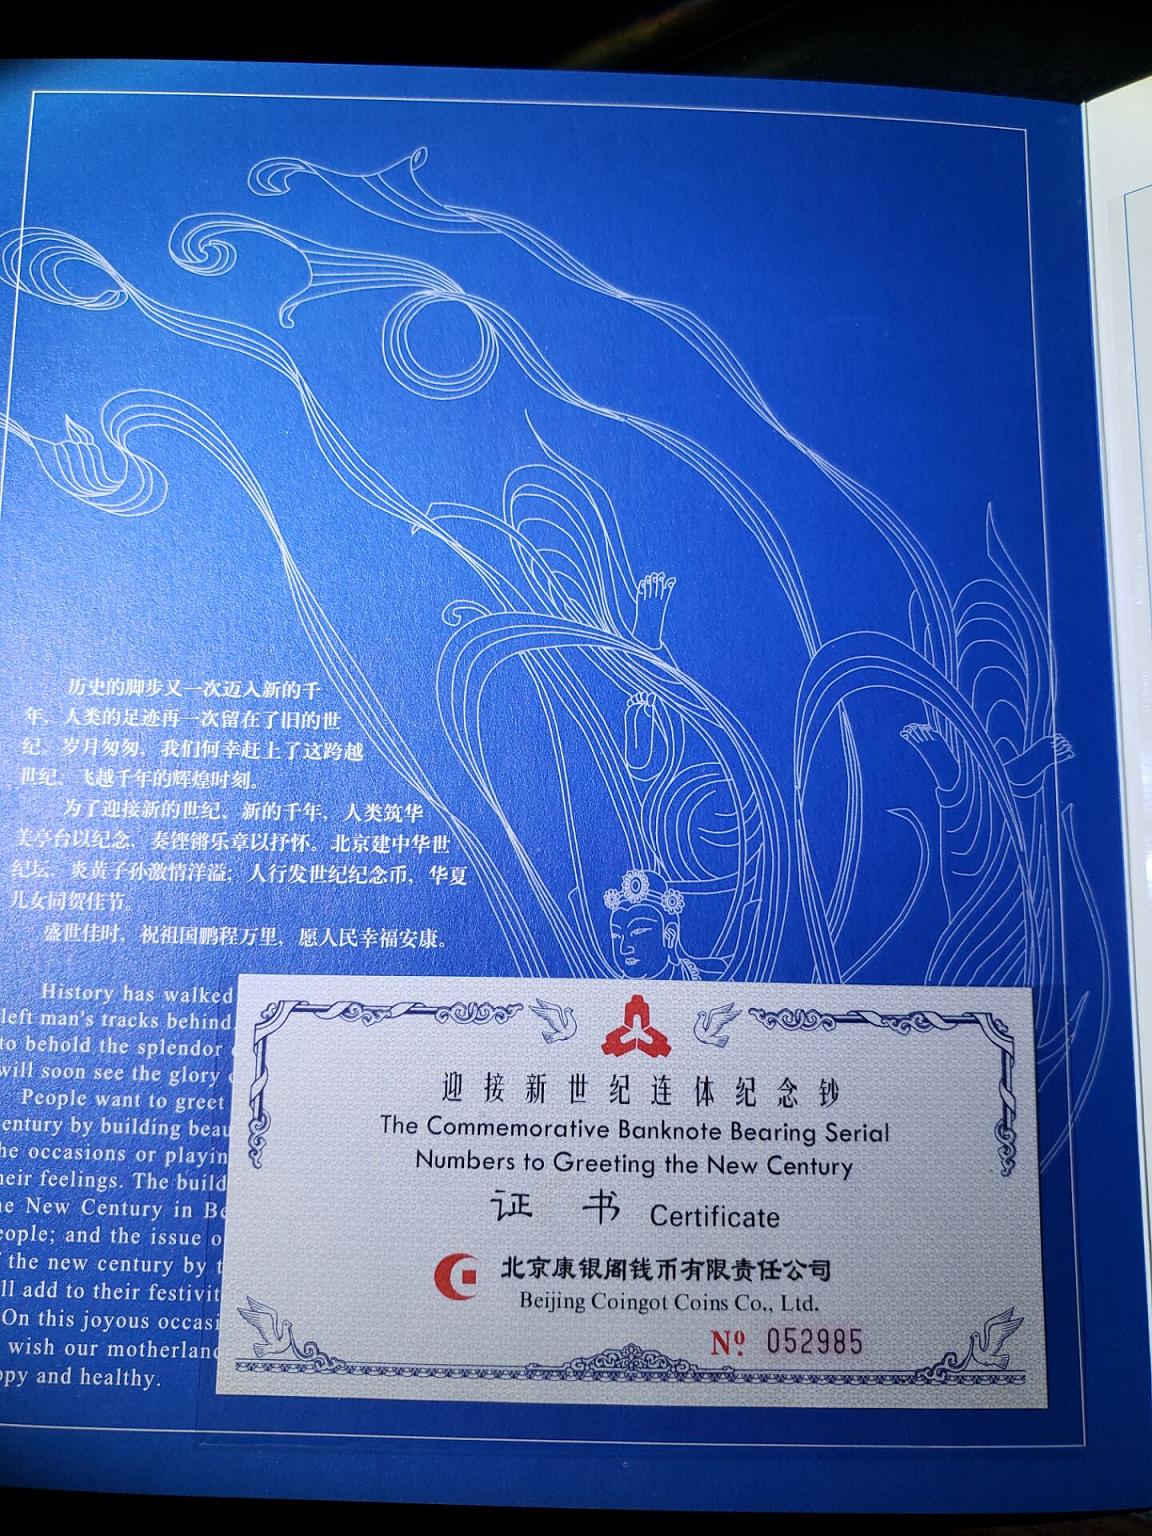 历史的脚步又一次迈入新的千
年，人类的足迹再一次留在了旧的世
纪。岁月匆匆，我们何幸赶上了这跨越
世纪、飞越千年的辉煌时刻。
为了迎接新的世纪、新的千年，人类筑华
美亭台以纪念，奏铿锵乐章以抒怀。北京建中华世
纪坛，炎黄子孙激情洋溢；人行发世纪纪念币，华夏
儿女同贺佳节。
盛世佳时，祝祖国鹏程万里，愿人民幸福安康。
History has walked
left man's tracks behind
to behold the splendor
will soon see the glory
People want to greet
entury by building beau
he occasions or playin
heir feelings. The build
he New Century in Be
eople; and the issue o
f the new century by t
ll add to their festivit
On this joyous occasi
wish our motherland
ppy and healthy.
迎接新世纪连体纪念钞
The Commemorative Banknote Bearing Serial
Numbers to Greeting the New Century
证 书 Certificate
北京康银阁钱币有限责任公司
Beijing Coingot Coins Co., Ltd.
Nº 052985